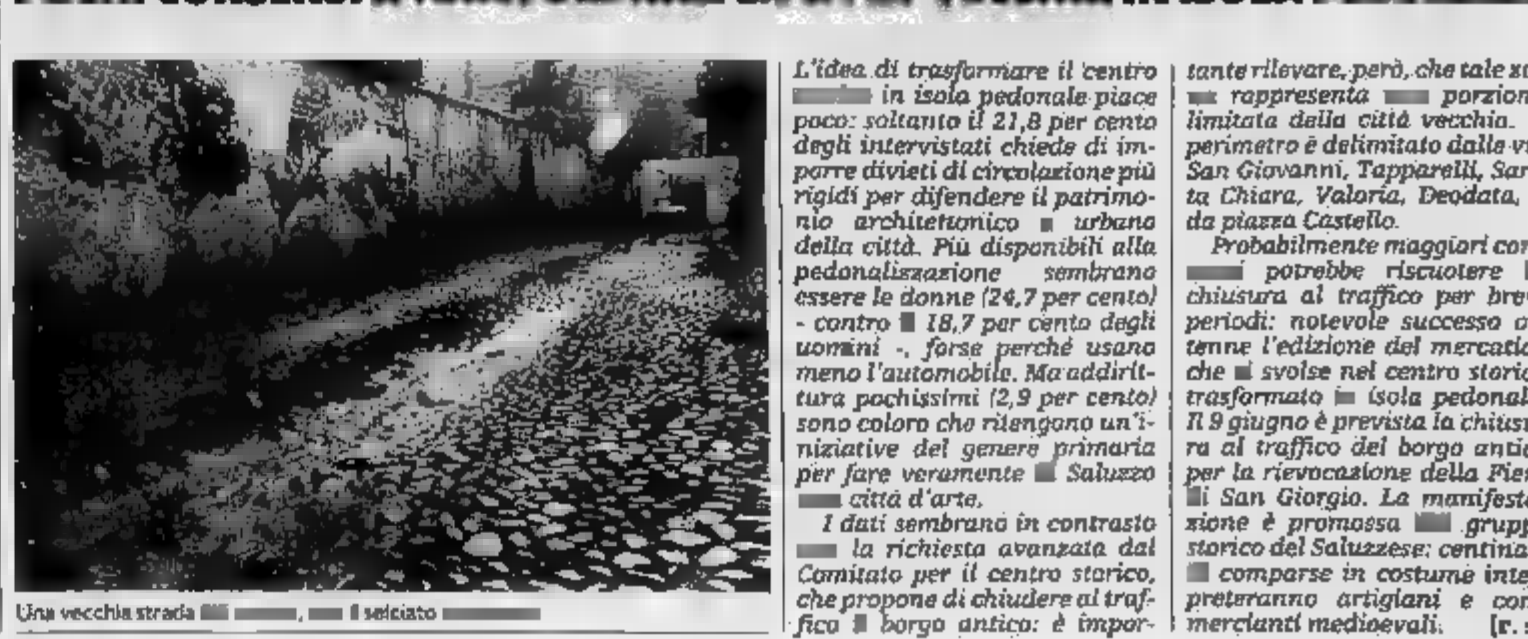 Una vecchia strada
il selciato
L'idea di trasformare il centro
in isola pedonale piace
poco: soltanto il 21,8 per cento
degli intervistati chiede di im-
porre divieti di circolazione più
rigidi per difendere il patrimo-
nio architettonico urbano
della città. Più disponibili alla
pedonalizzazione sembrano
essere le donne (24,7 per cento)
- contro 18,7 per cento degli
uomini -, forse perché usano
meno l'automobile. Ma addirit-
tura pochissimi (2,9 per cento)
sono coloro che ritengono un'i-
niziative del genere primaria
per fare veramente Saluzzo
città d'arte.
I dati sembrano in contrasto
la richiesta avanzata dal
Comitato per il centro storico,
che propone di chiudere al traf-
fico borgo antico: è impor-
tante rilevare, però, che tale
rappresenta porzion
limitata della città vecchia.
perimetro è delimitato dalle
San Giovanni, Tapparelli, San
ta Chiara, Valoria, Deodata,
da piazza Castello.
Probabilmente maggiori con
potrebbe riscuotere
chiusura al traffico per brev
periodi: notevole successo o
tenne l'edizione del mercatin
che svolse nel centro storic
trasformato isola pedonal
Il 9 giugno è prevista la chiusu
ra al traffico del borgo antic
per la rievocazione della Fier
San Giorgio. La manifesta
zione è promossa grupp
storico del Saluzzese: centina
comparse in costume inte
preteranno artigiani e com
mercianti medioevali. [r. s